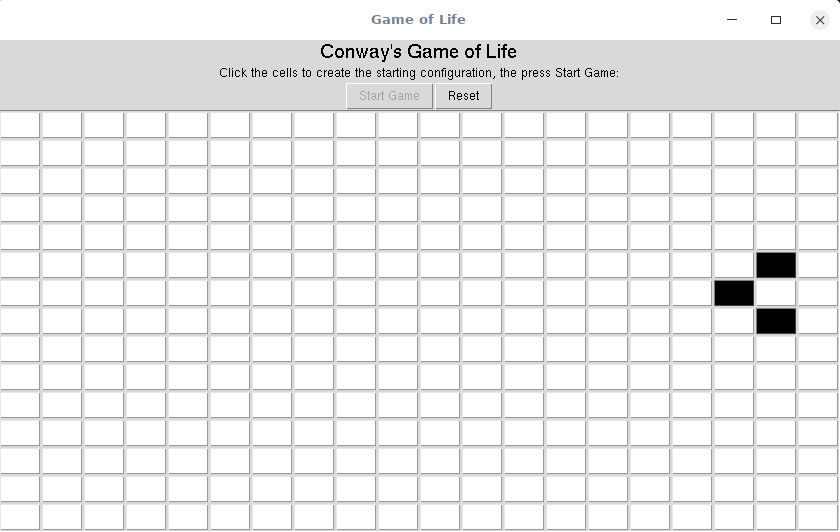 Game of Life
Conway's Game of Life
Click the cells to create the starting configuration, the press Start Game:
Start Game Reset